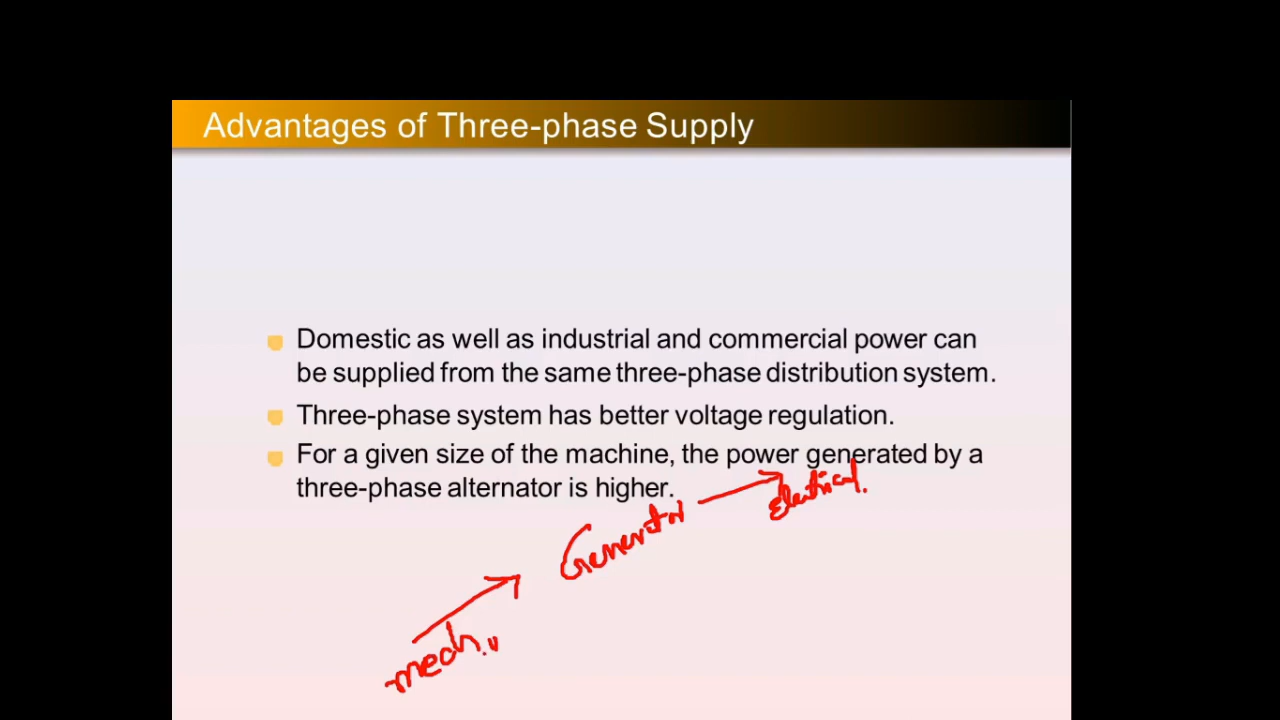 Advantages of Three-phase Supply
Domestic as well as industrial and commercial power can
be supplied from the same three-phase distribution system.
Three-phase system has better voltage regulation.
For a given size of the machine, the power generated by a
three-phase alternator is higher.
Electrical.
Generator
mech.